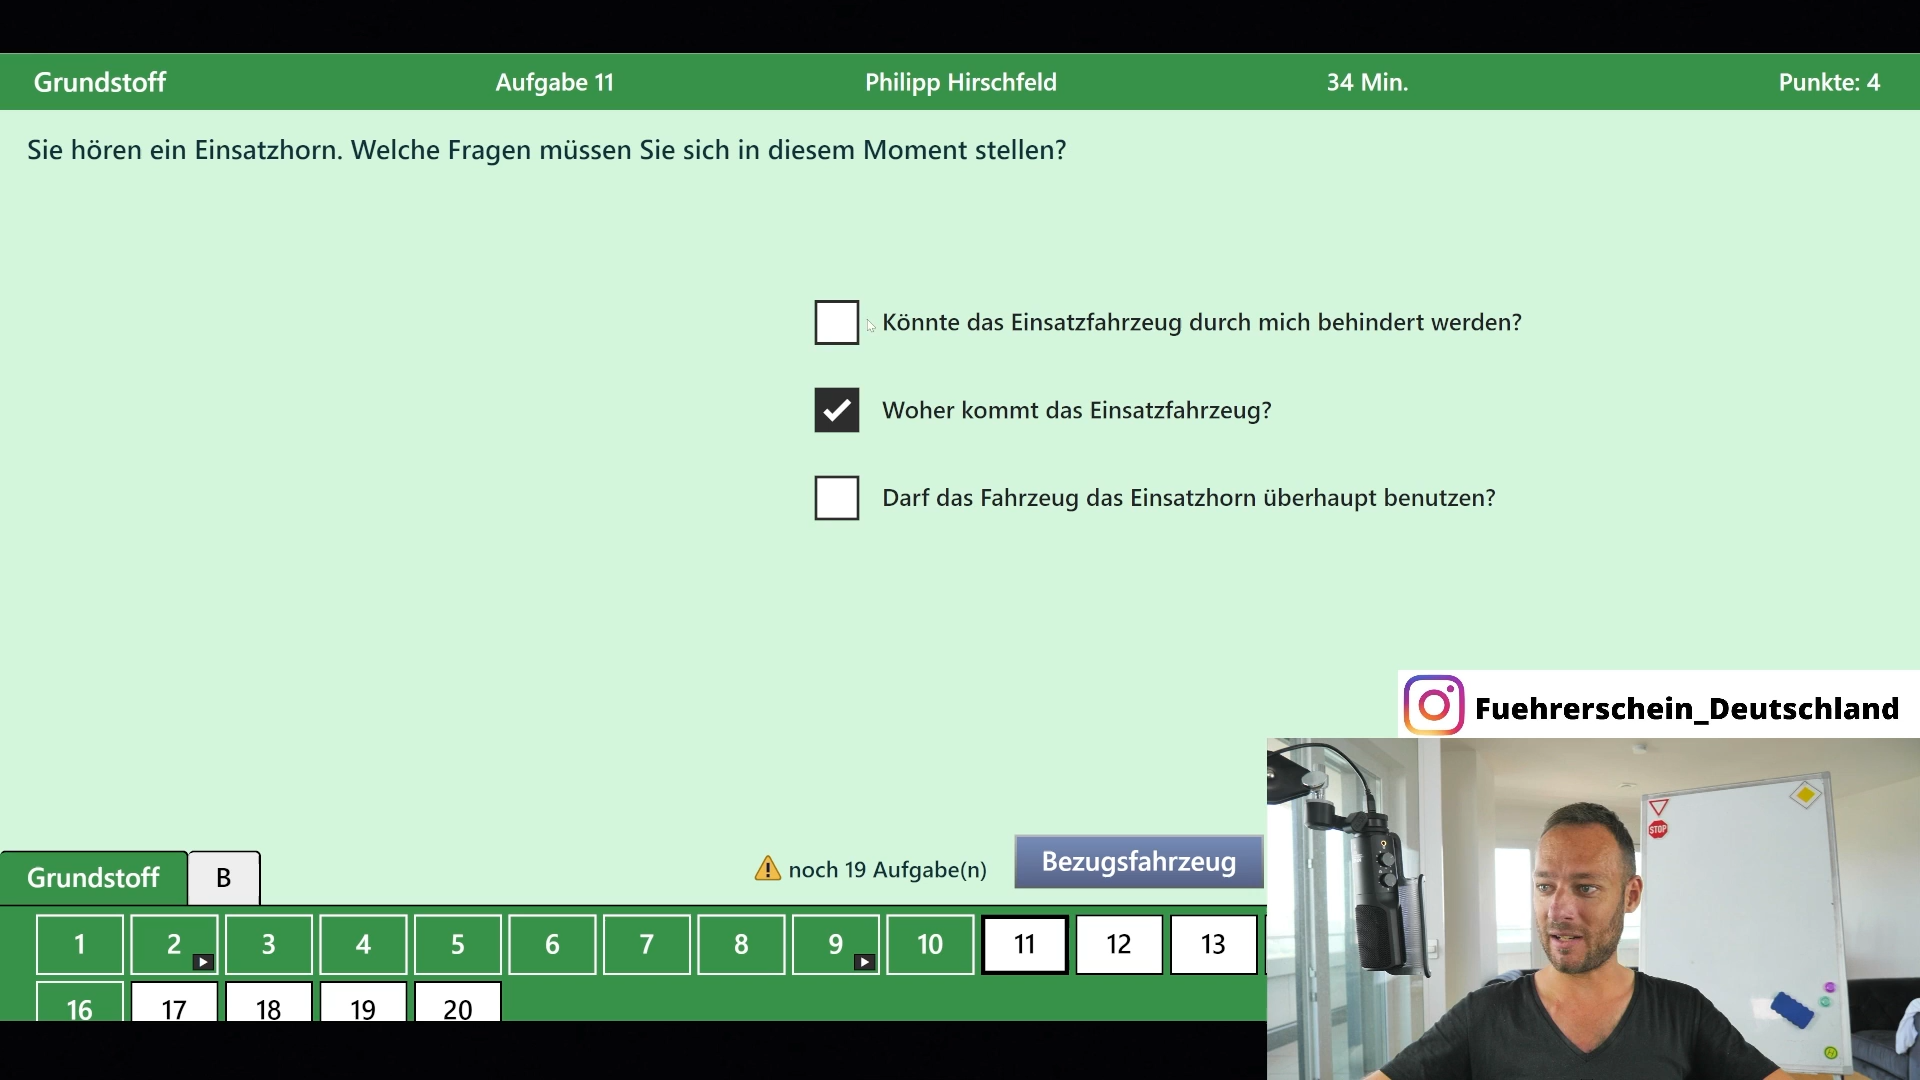 Grundstoff Aufgabe 11 Philipp Hirschfeld 34 Min. Punkte: 4
Sie hören ein Einsatzhorn. Welche Fragen müssen Sie sich in diesem Moment stellen?
Könnte das Einsatzfahrzeug durch mich behindert werden?
Woher kommt das Einsatzfahrzeug?
Darf das Fahrzeug das Einsatzhorn überhaupt benutzen?
Fuehrerschein_Deutschland
STOP
Grundstoff B
noch 19 Aufgabe(n)
Bezugsfahrzeug
1 2 3 4 5 6 7 8 9 10 11 12 13
16 17 18 19 20